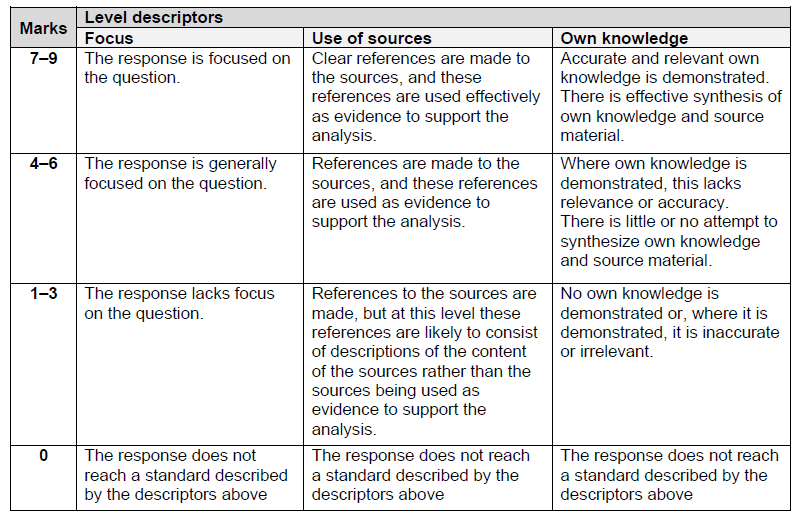 Marks
Level descriptors
Focus
Use of sources
Own knowledge
7–9
The response is focused on
the question.
Clear references are made to
the sources, and these
references are used effectively
as evidence to support the
analysis.
Accurate and relevant own
knowledge is demonstrated.
There is effective synthesis of
own knowledge and source
material.
4–6
The response is generally
focused on the question.
References are made to the
sources, and these references
are used as evidence to
support the analysis.
Where own knowledge is
demonstrated, this lacks
relevance or accuracy.
There is little or no attempt to
synthesize own knowledge
and source material.
1–3
The response lacks focus
on the question.
References to the sources are
made, but at this level these
references are likely to consist
of descriptions of the content
of the sources rather than the
sources being used as
evidence to support the
analysis.
No own knowledge is
demonstrated or, where it is
demonstrated, it is inaccurate
or irrelevant.
0
The response does not
reach a standard described
by the descriptors above
The response does not reach
a standard described by the
descriptors above
The response does not reach
a standard described by the
descriptors above